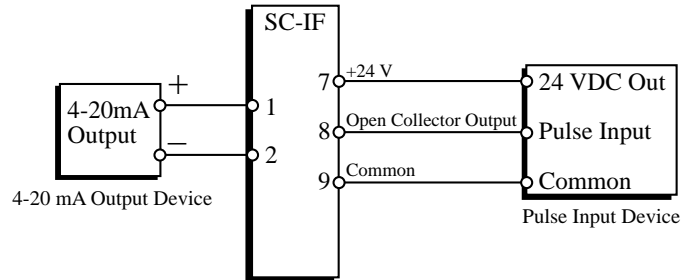 SC-IF
4-20mA
Output
+
−
1
2
4-20 mA Output Device
7
8
9
+24 V
Open Collector Output
Common
24 VDC Out
Pulse Input
Common
Pulse Input Device